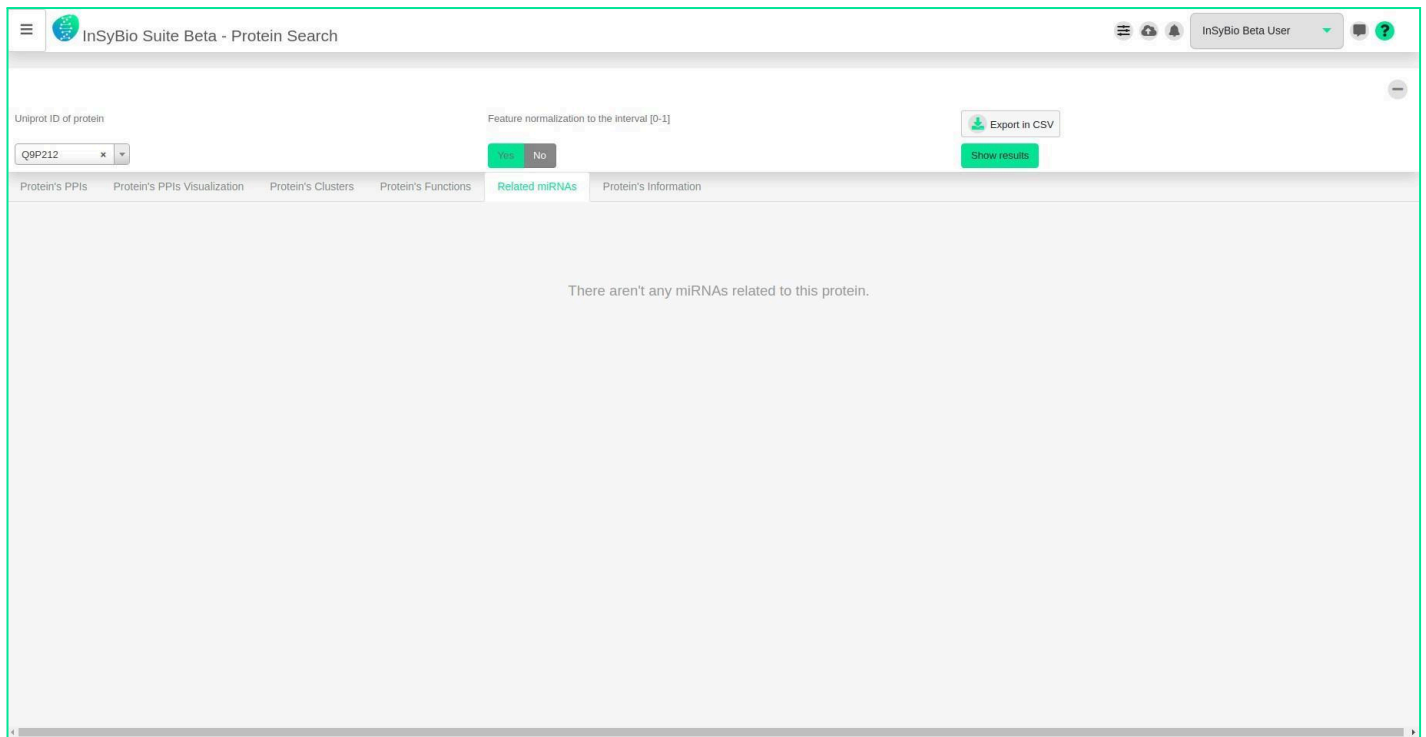 InSyBio Suite Beta - Protein Search
InSyBio Beta User
?
Uniprot ID of protein
Feature normalization to the interval [0-1]
Export in CSV
Q9P212 ×
Yes No
Show results
Protein's PPIs Protein's PPIs Visualization Protein's Clusters Protein's Functions Related miRNAs Protein's Information
There aren't any miRNAs related to this protein.